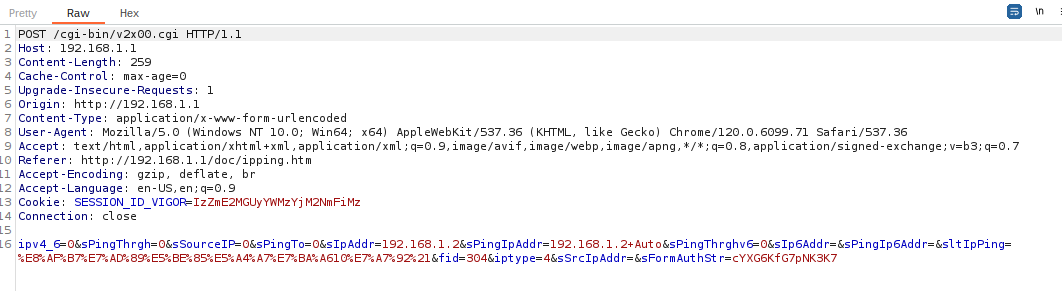 Pretty Raw Hex \n
1 POST /cgi-bin/v2x00.cgi HTTP/1.1
2 Host: 192.168.1.1
3 Content-Length: 259
4 Cache-Control: max-age=0
5 Upgrade-Insecure-Requests: 1
6 Origin: http://192.168.1.1
7 Content-Type: application/x-www-form-urlencoded
8 User-Agent: Mozilla/5.0 (Windows NT 10.0; Win64; x64) AppleWebKit/537.36 (KHTML, like Gecko) Chrome/120.0.6099.71 Safari/537.36
9 Accept: text/html,application/xhtml+xml,application/xml;q=0.9,image/avif,image/webp,image/apng,*/*;q=0.8,application/signed-exchange;v=b3;q=0.7
10 Referer: http://192.168.1.1/doc/ipping.htm
11 Accept-Encoding: gzip, deflate, br
12 Accept-Language: en-US,en;q=0.9
13 Cookie: SESSION_ID_VIGOR=IzZmE2MGUyYWMzYjM2NmFiMz
14 Connection: close
15
16 ipv4_6=0&sPingThrgh=0&sSourceIP=0&sPingTo=0&sIpAddr=192.168.1.2&sPingIpAddr=192.168.1.2+Auto&sPingThrghv6=0&sIp6Addr=&sPingIp6Addr=&sltIpPing=
%E8%AF%B7%E7%AD%89%E5%BE%85%E5%A4%A7%E7%BA%A610%E7%A7%92%21&fid=304&iptype=4&sSrcIpAddr=&sFormAuthStr=cYXG6KfG7pNK3K7